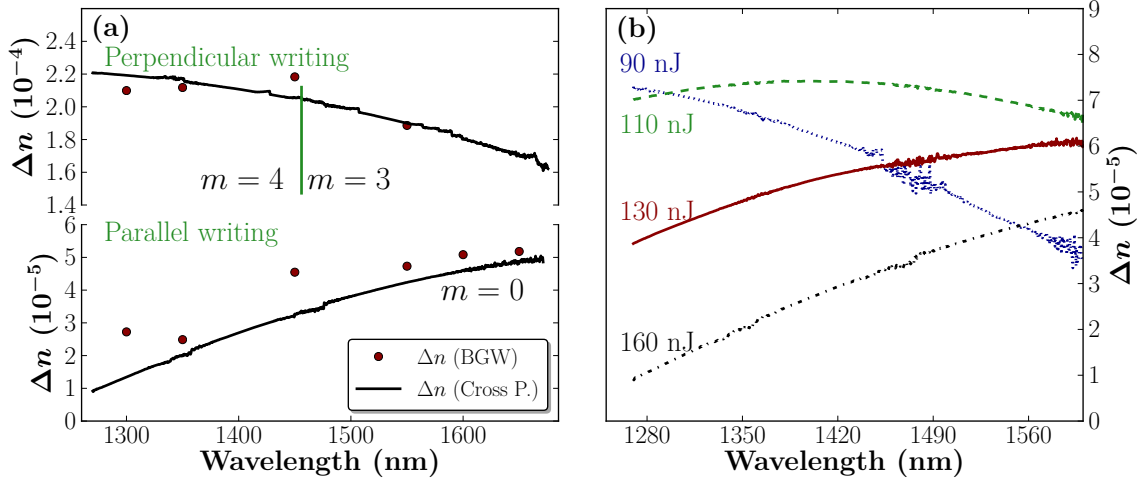 (a)
Perpendicular writing
m = 4
m = 3
Δn (10⁻⁴)
2.4
2.2
2.0
1.8
1.6
1.4
Parallel writing
m = 0
Δn (10⁻⁵)
6
5
4
3
2
1
0
Δn (BGW)
Δn (Cross P.)
1300
1400
1500
1600
Wavelength (nm)
(b)
90 nJ
110 nJ
130 nJ
160 nJ
9
8
7
6
5
4
3
2
1
0
Δn (10⁻⁵)
1280
1350
1420
1490
1560
Wavelength (nm)